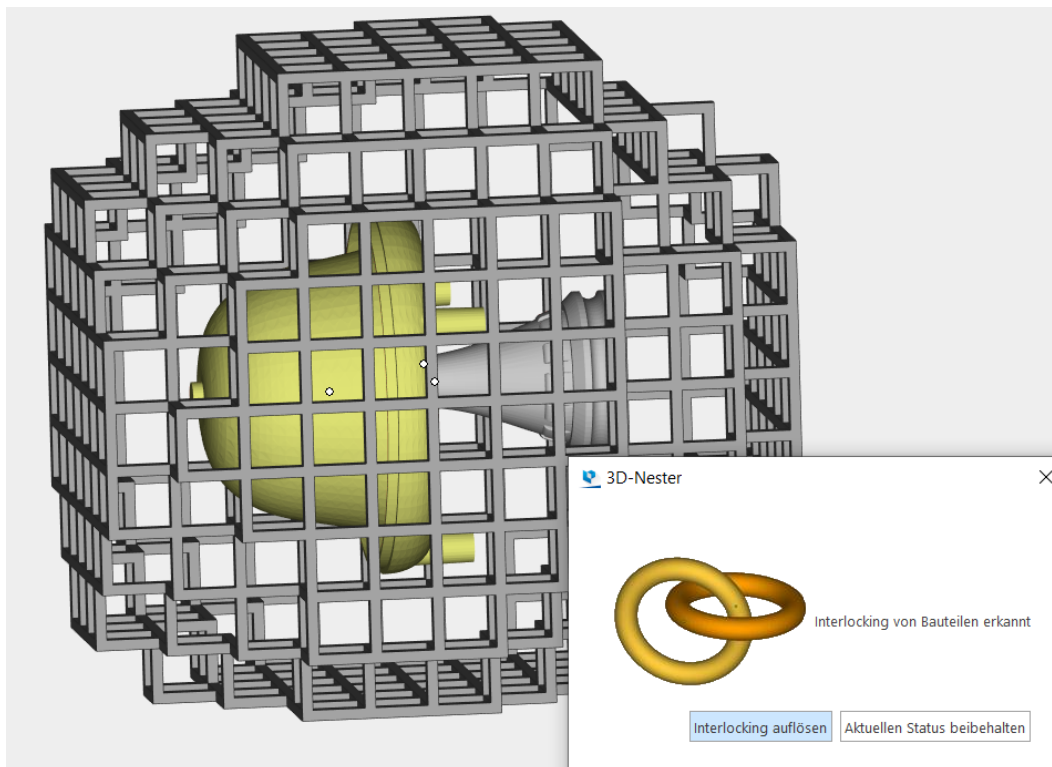 3D-Nester
Interlocking von Bauteilen erkannt
Interlocking auflösen
Aktuellen Status beibehalten